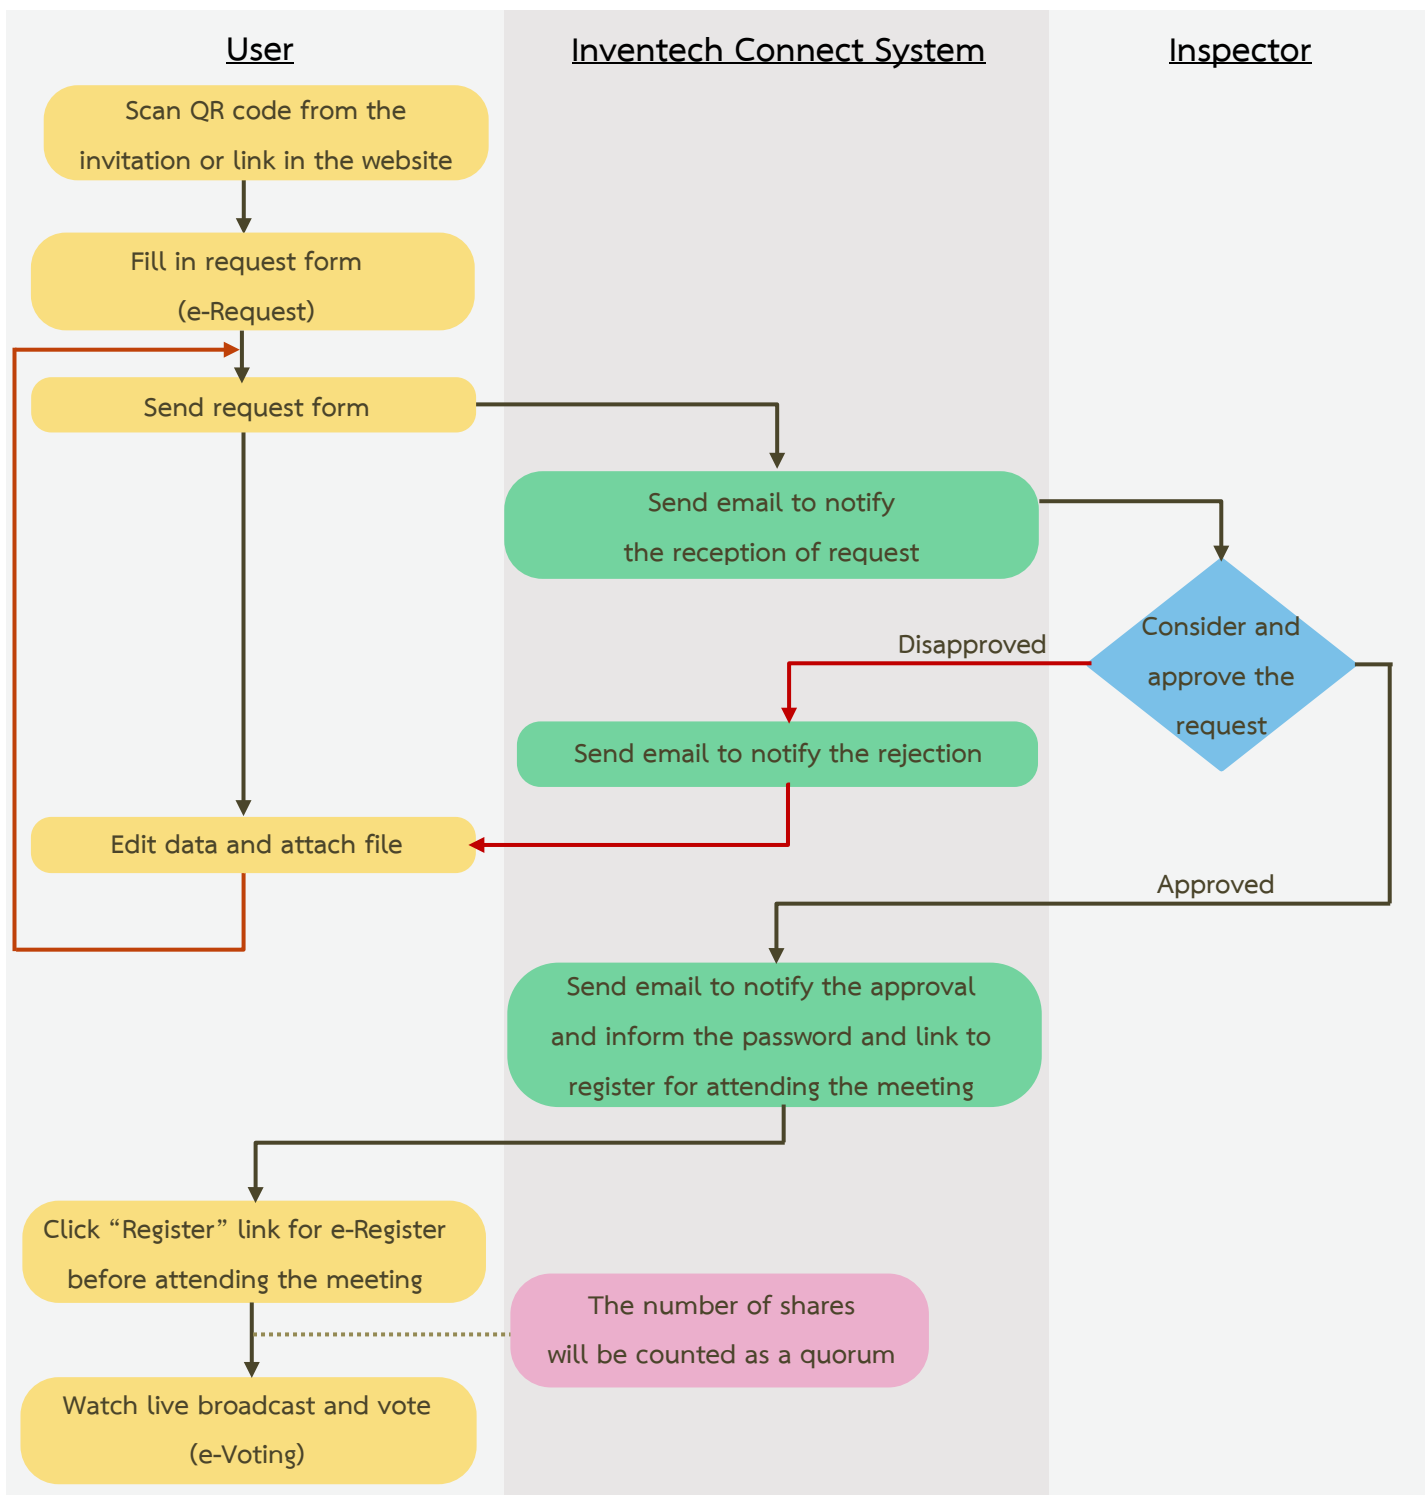 User
Inventech Connect System
Inspector
Scan QR code from the
invitation or link in the website
Fill in request form
(e-Request)
Send request form
Send email to notify
the reception of request
Consider and
approve the
request
Disapproved
Send email to notify the rejection
Edit data and attach file
Approved
Send email to notify the approval
and inform the password and link to
register for attending the meeting
Click “Register” link for e-Register
before attending the meeting
The number of shares
will be counted as a quorum
Watch live broadcast and vote
(e-Voting)